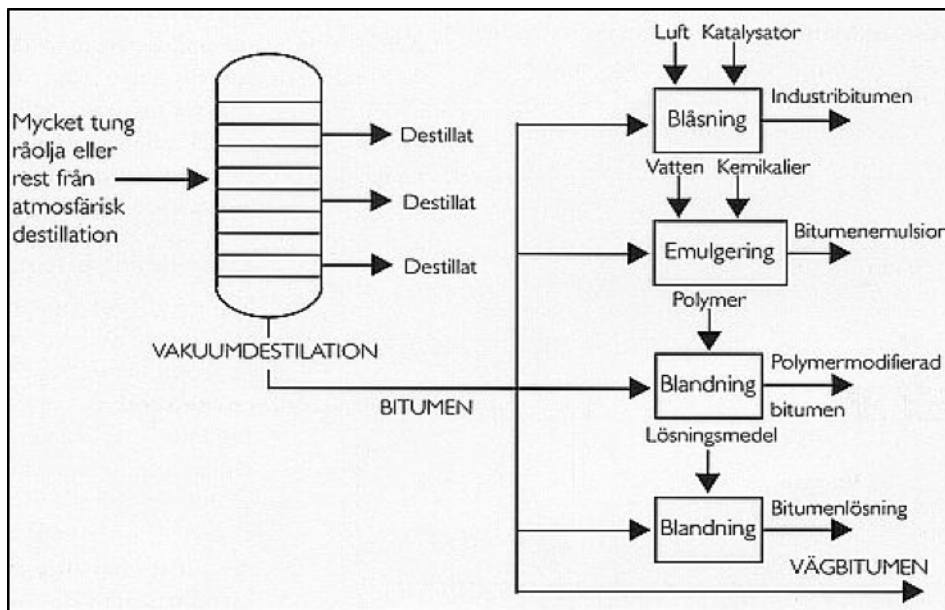 Mycket tung
råolja eller
rest från
atmosfärisk
destillation
Destillat
Destillat
Destillat
VAKUUMDESTILATION
BITUMEN
Luft Katalysator
Blåsning
Industribitumen
Vatten Kemikalier
Emulgering
Bitumenemulsion
Polymer
Blandning
Polymermodifierad
bitumen
Lösningsmedel
Blandning
Bitumenlösning
VÄGBITUMEN